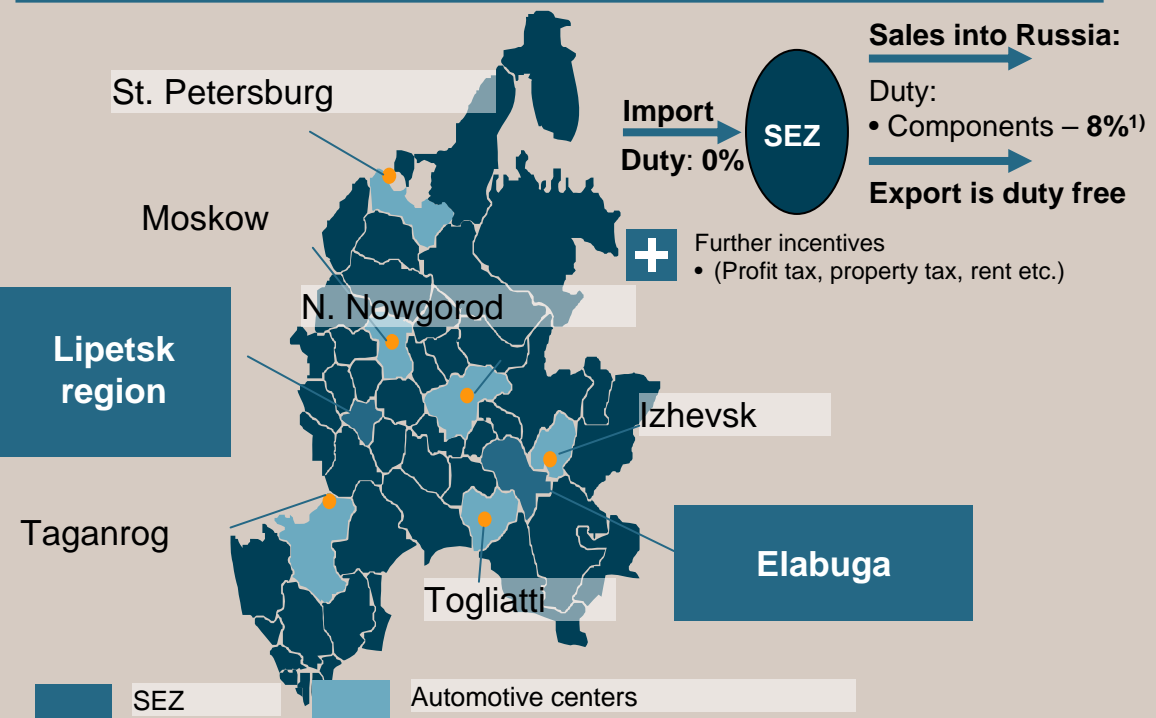 St. Petersburg
Moskow
N. Nowgorod
Lipetsk
region
Izhevsk
Taganrog
Elabuga
Togliatti
SEZ
Automotive centers
Import
Duty: 0%
SEZ
Sales into Russia:
Duty:
• Components – 8%¹⁾
Export is duty free
+
Further incentives
• (Profit tax, property tax, rent etc.)